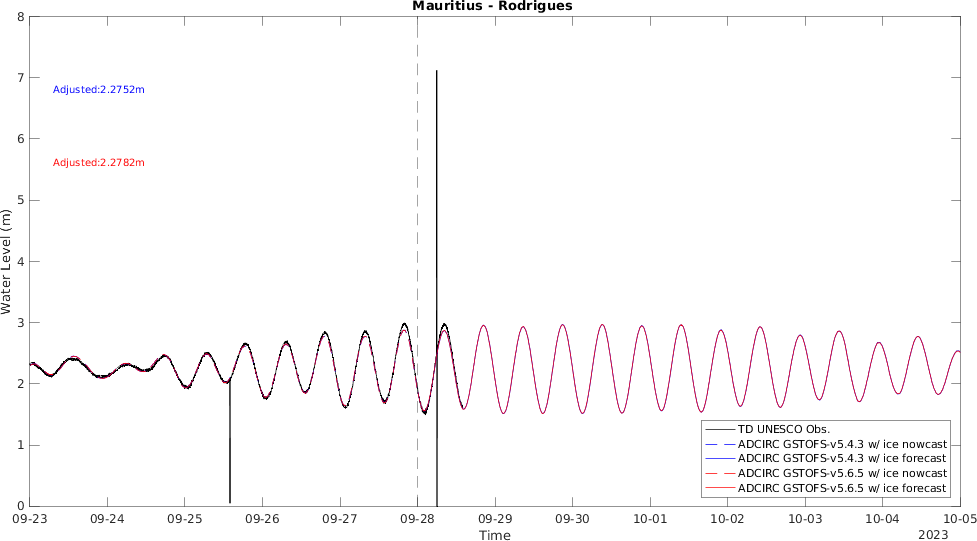 Mauritius - Rodrigues
8
7
6
5
4
3
2
1
0
Water Level (m)
Adjusted:2.2752m
Adjusted:2.2782m
TD UNESCO Obs.
ADCIRC GSTOFS-v5.4.3 w/ ice nowcast
ADCIRC GSTOFS-v5.4.3 w/ ice forecast
ADCIRC GSTOFS-v5.6.5 w/ ice nowcast
ADCIRC GSTOFS-v5.6.5 w/ ice forecast
09-23 09-24 09-25 09-26 09-27 09-28 09-29 09-30 10-01 10-02 10-03 10-04 10-05
Time
2023